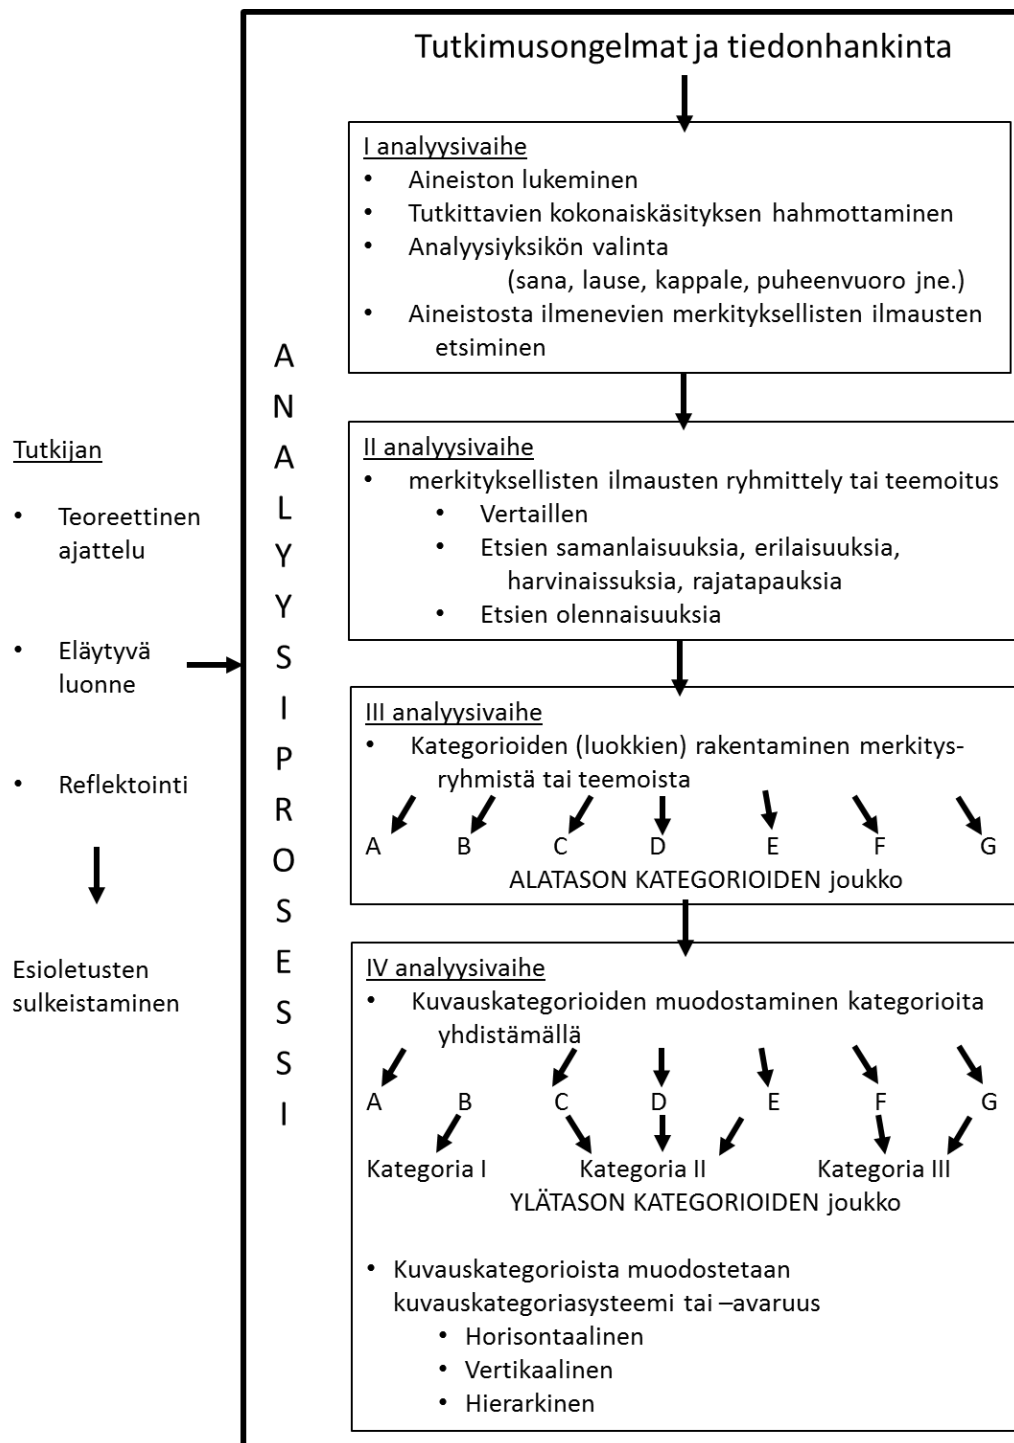 Tutkimusongelmat ja tiedonhankinta
I analyysivaihe
• Aineiston lukeminen
• Tutkittavien kokonaiskäsityksen hahmottaminen
• Analyysiyksikön valinta
(sana, lause, kappale, puheenvuoro jne.)
• Aineistosta ilmenevien merkityksellisten ilmausten
etsiminen
II analyysivaihe
• merkityksellisten ilmausten ryhmittely tai teemoitus
• Vertaillen
• Etsien samanlaisuuksia, erilaisuuksia,
harvinaissuksia, rajatapauksia
• Etsien olennaisuuksia
III analyysivaihe
• Kategorioiden (luokkien) rakentaminen merkitys-
ryhmistä tai teemoista
A B C D E F G
ALATASON KATEGORIOIDEN joukko
IV analyysivaihe
• Kuvauskategorioiden muodostaminen kategorioita
yhdistämällä
A B C D E F G
Kategoria I Kategoria II Kategoria III
YLÄTASON KATEGORIOIDEN joukko
• Kuvauskategorioista muodostetaan
kuvauskategoriasysteemi tai –avaruus
• Horisontaalinen
• Vertikaalinen
• Hierarkinen
ANALYYSIPROSESSI
Tutkijan
• Teoreettinen
ajattelu
• Eläytyvä
luonne
• Reflektointi
Esioletusten
sulkeistaminen